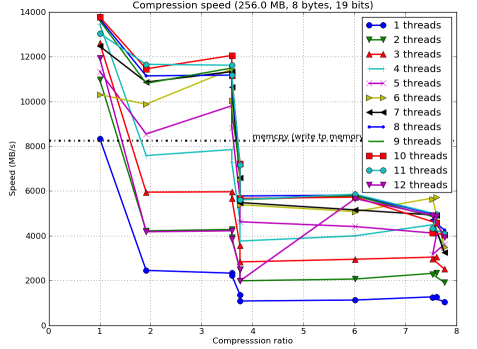 Compression speed (256.0 MB, 8 bytes, 19 bits)
14000
12000
10000
8000
6000
4000
2000
0
Speed (MB/s)
memcpy (write to memory
1 threads
2 threads
3 threads
4 threads
5 threads
6 threads
7 threads
8 threads
9 threads
10 threads
11 threads
12 threads
0 1 2 3 4 5 6 7 8
Compresssion ratio